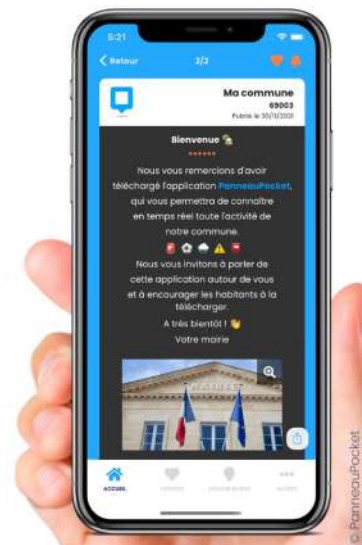 5:21
Retour
2/2
Ma commune
69003
Publié le 30/11/2021
Bienvenue
Nous vous remercions d'avoir
téléchargé l'application PanneauPocket,
qui vous permettra de connaître
en temps réel toute l'activité de
notre commune.
Nous vous invitons à parler de
cette application autour de vous
et à encourager les habitants à la
télécharger.
A très bientôt !
Votre mairie
MAIRIE
ACCUEIL
© PanneauPocket